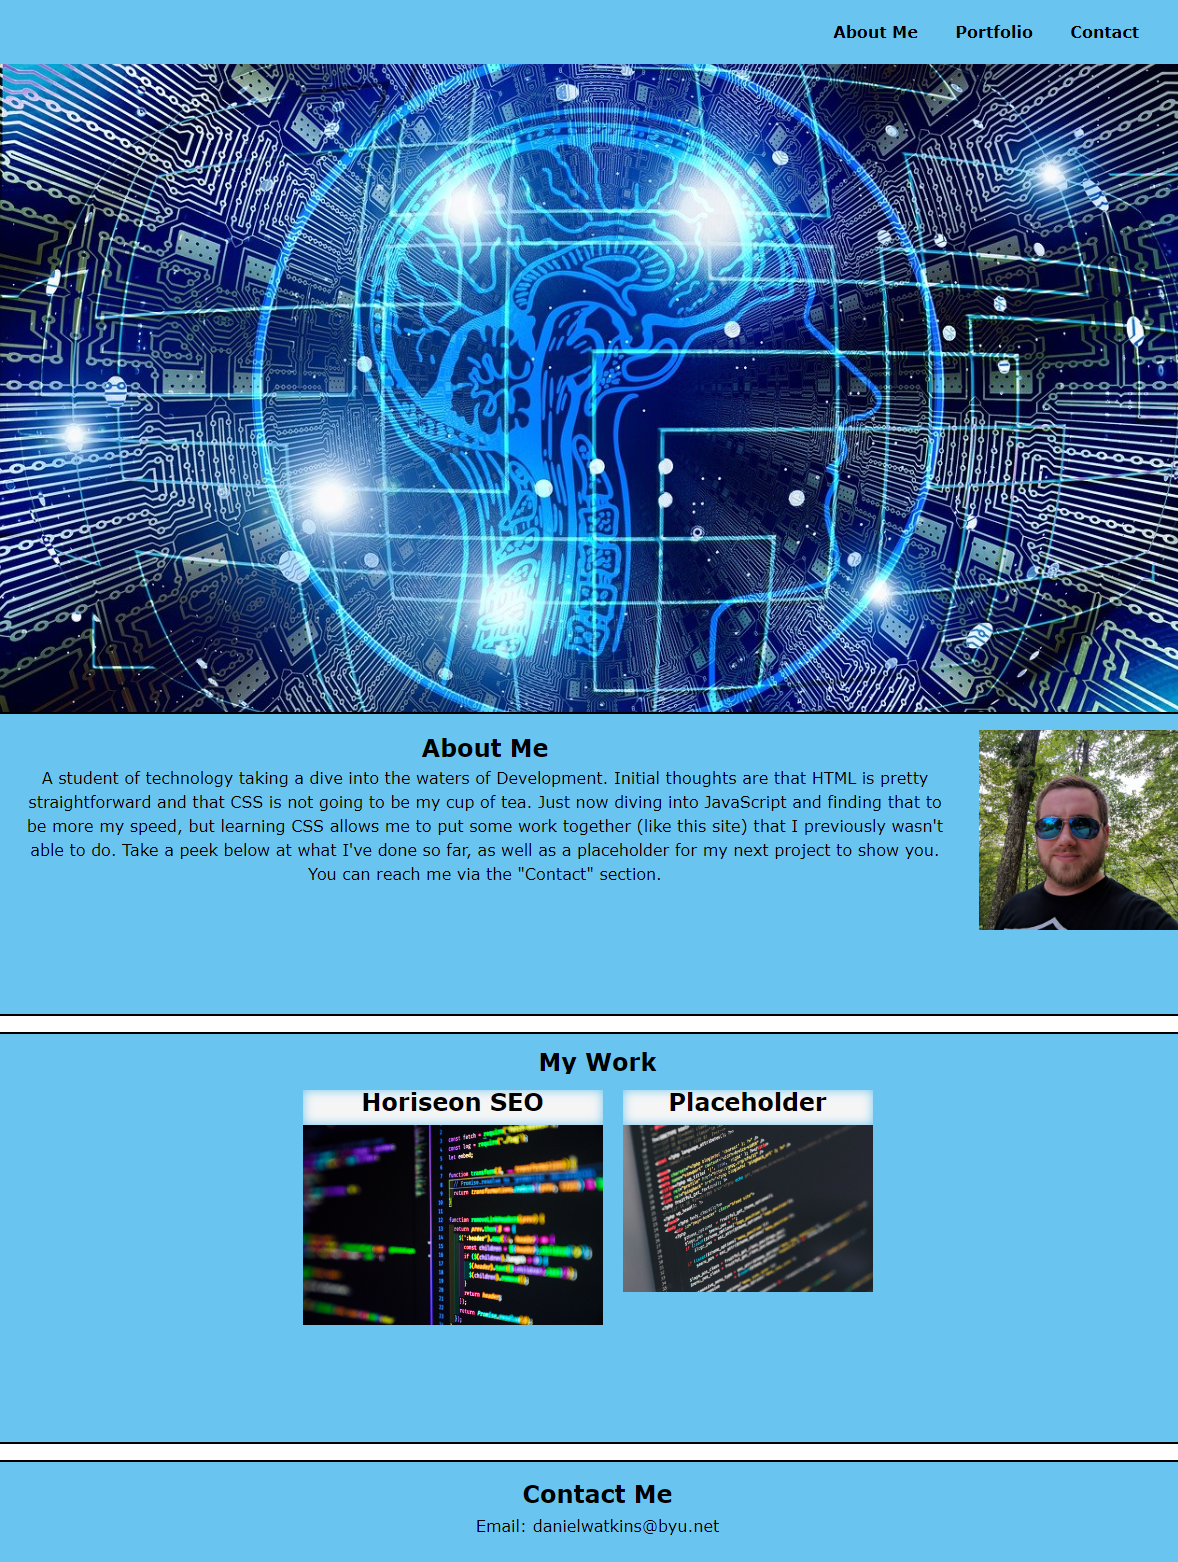 About Me Portfolio Contact
About Me
A student of technology taking a dive into the waters of Development. Initial thoughts are that HTML is pretty
straightforward and that CSS is not going to be my cup of tea. Just now diving into JavaScript and finding that to
be more my speed, but learning CSS allows me to put some work together (like this site) that I previously wasn't
able to do. Take a peek below at what I've done so far, as well as a placeholder for my next project to show you.
You can reach me via the "Contact" section.
My Work
Horiseon SEO Placeholder
Contact Me
Email: danielwatkins@byu.net